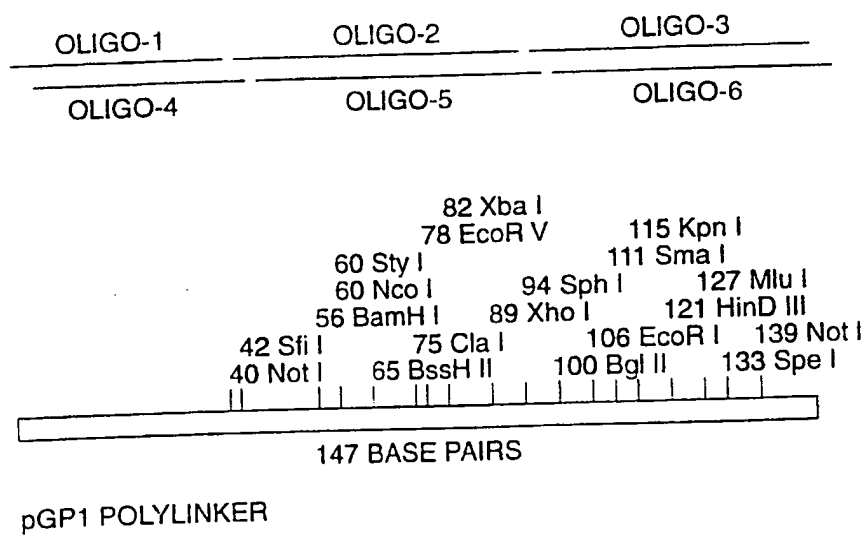 OLIGO-1 OLIGO-2 OLIGO-3
OLIGO-4 OLIGO-5 OLIGO-6
82 Xba I
78 EcoR V 115 Kpn I
60 Sty I 111 Sma I
60 Nco I 94 Sph I 127 Mlu I
56 BamH I 89 Xho I 121 HinD III
42 Sfi I 75 Cla I 106 EcoR I 139 Not I
40 Not I 65 BssH II 100 Bgl II 133 Spe I
147 BASE PAIRS
pGP1 POLYLINKER